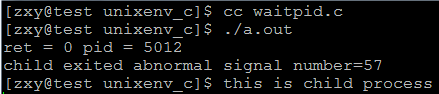 [zxy@test unixenv_c]$ cc waitpid.c
[zxy@test unixenv_c]$ ./a.out
ret = 0 pid = 5012
child exited abnormal signal number=57
[zxy@test unixenv_c]$ this is child process